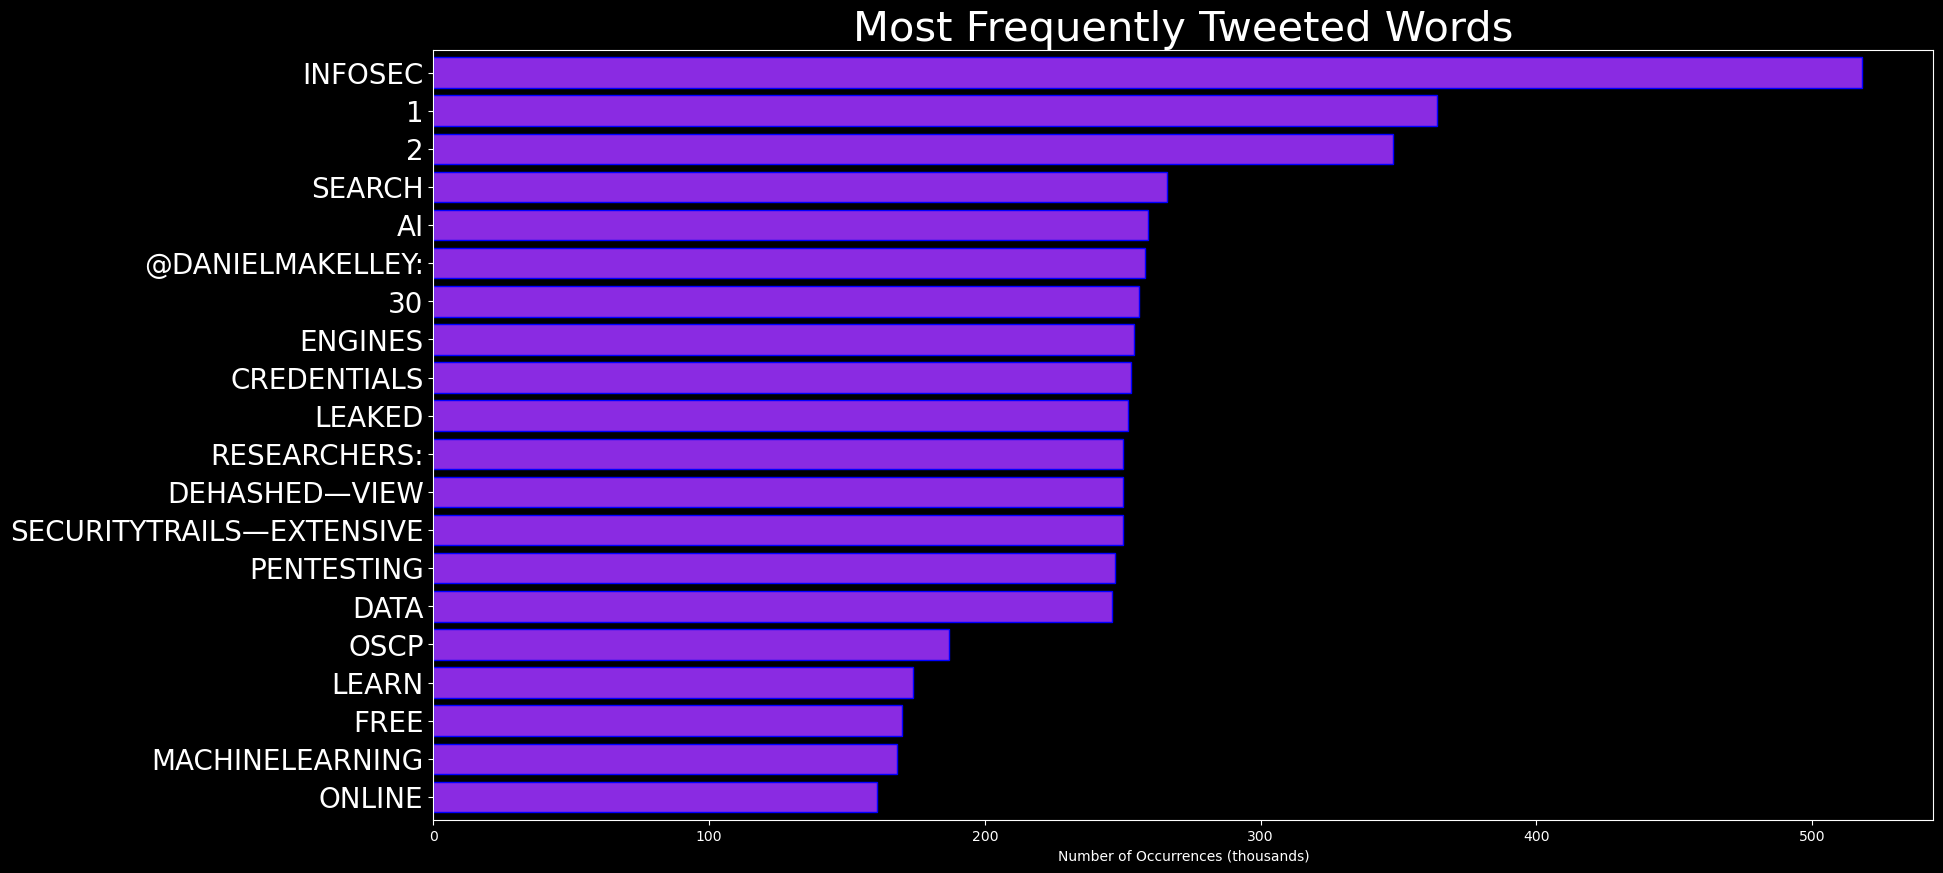 Most Frequently Tweeted Words
INFOSEC
1
2
SEARCH
AI
@DANIELMAKELLEY:
30
ENGINES
CREDENTIALS
LEAKED
RESEARCHERS:
DEHASHED—VIEW
SECURITYTRAILS—EXTENSIVE
PENTESTING
DATA
OSCP
LEARN
FREE
MACHINELEARNING
ONLINE
0 100 200 300 400 500
Number of Occurrences (thousands)